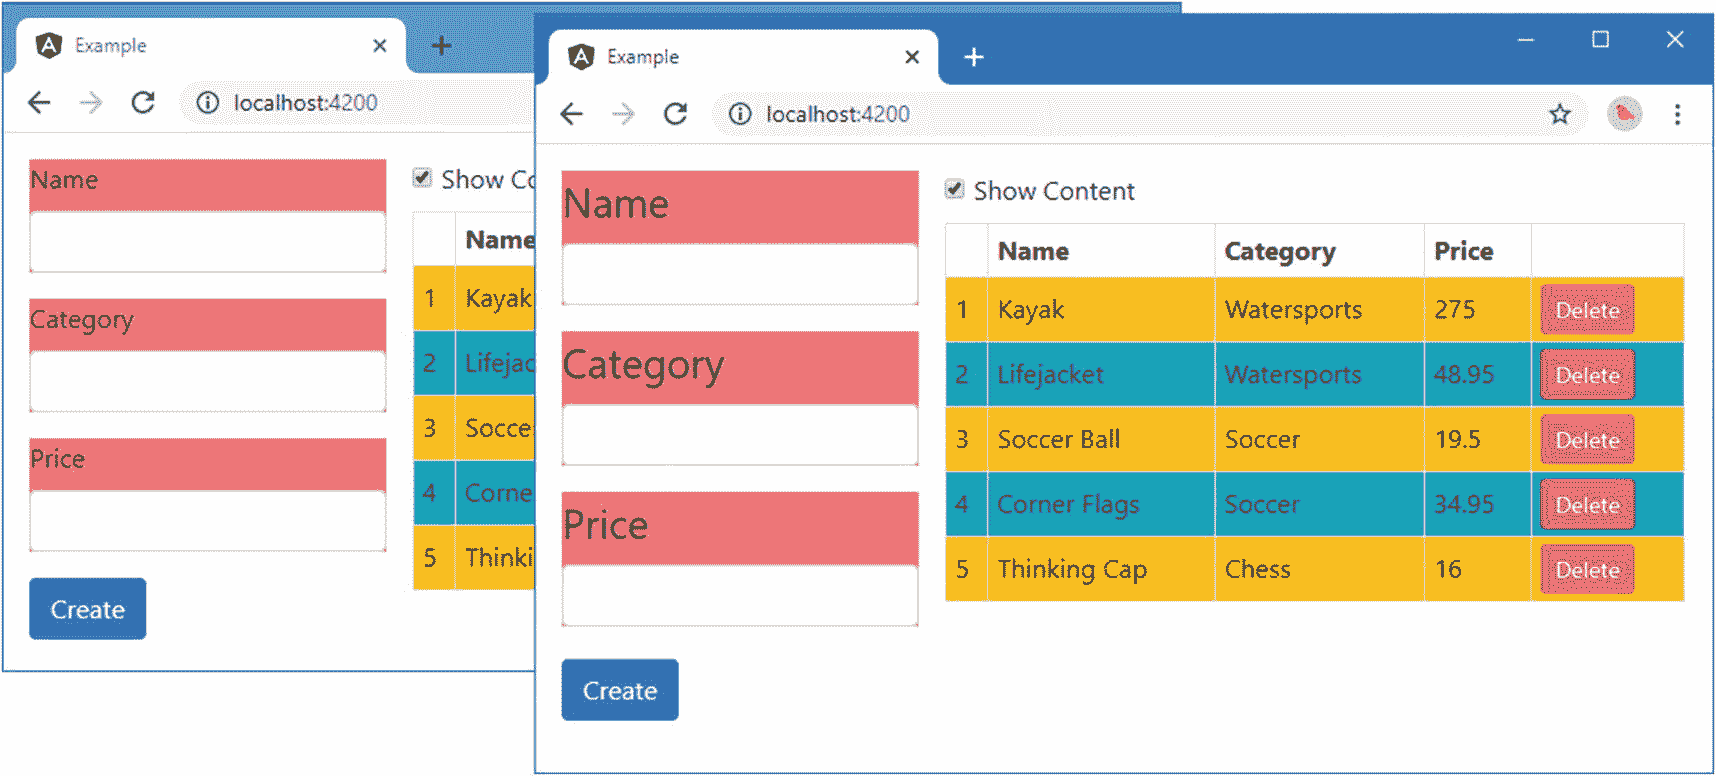 Example
localhost:4200
Name
Category
Price
Create
Show Co
Name
1 Kayak
2 Lifejac
3 Socce
4 Corne
5 Thinki
Example
localhost:4200
Name
Category
Price
Create
Show Content
Name Category Price
1 Kayak Watersports 275 Delete
2 Lifejacket Watersports 48.95 Delete
3 Soccer Ball Soccer 19.5 Delete
4 Corner Flags Soccer 34.95 Delete
5 Thinking Cap Chess 16 Delete